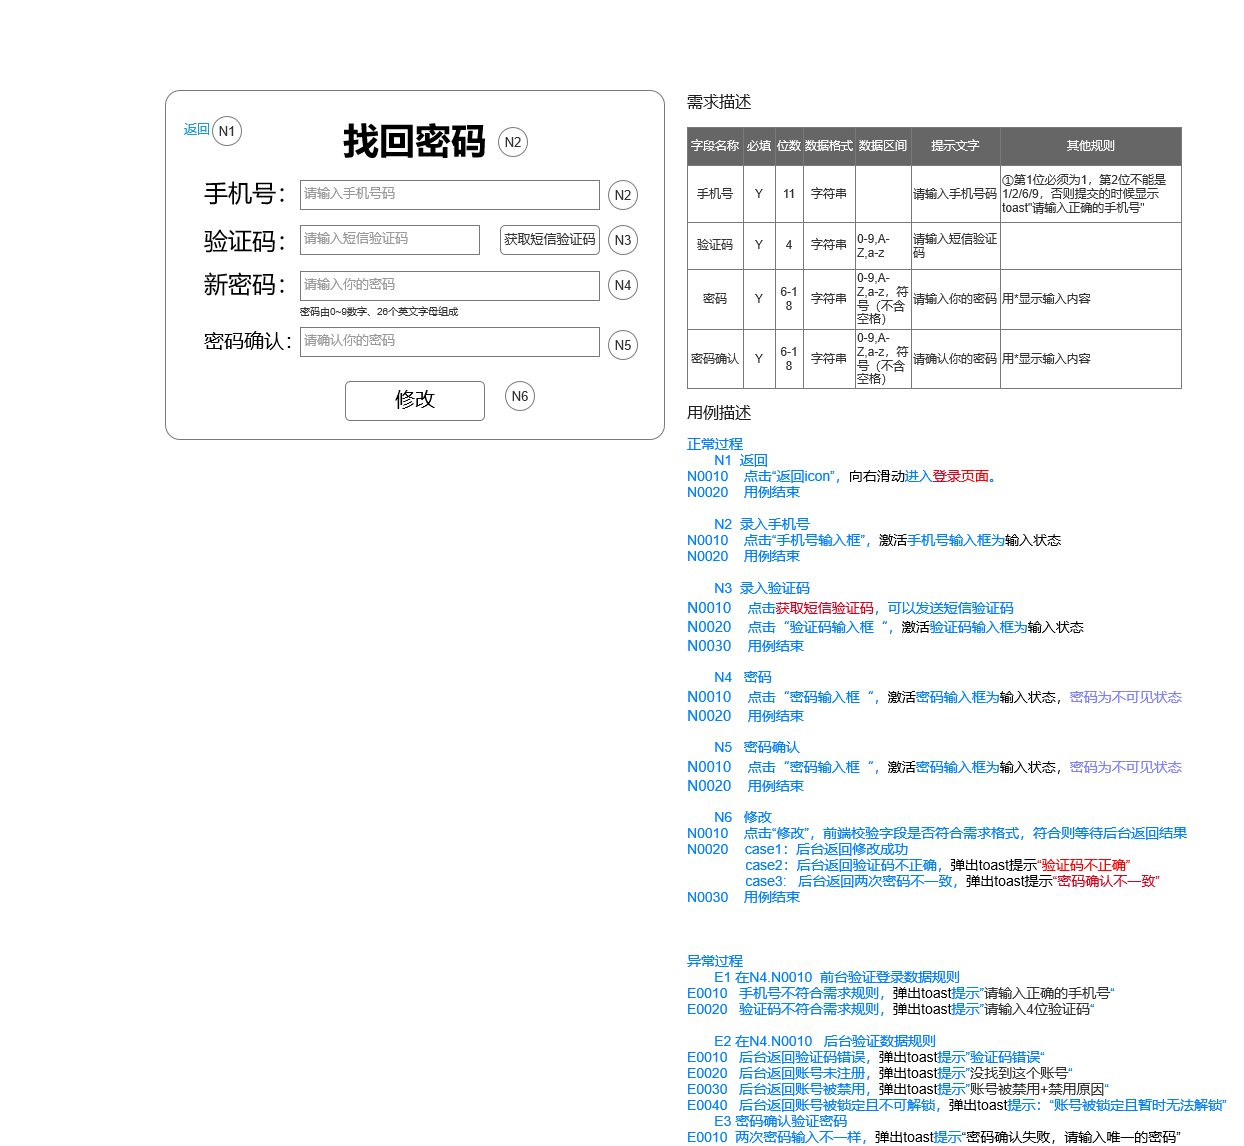 返回 N1
找回密码 N2
手机号： 请输入手机号码 N2
验证码： 请输入短信验证码 获取短信验证码 N3
新密码： 请输入你的密码 N4
密码由0~9数字、26个英文字母组成
密码确认： 请确认你的密码 N5
修改 N6
需求描述
字段名称 必填 位数 数据格式 数据区间 提示文字 其他规则
手机号 Y 11 字符串 请输入手机号码 ①第1位必须为1，第2位不能是
1/2/6/9，否则提交的时候显示
toast"请输入正确的手机号"
验证码 Y 4 字符串 0-9,A-
Z,a-z
请输入短信验证
码
密码 Y 6-1
8
字符串 0-9,A-
Z,a-z，符
号（不含
空格）
请输入你的密码 用*显示输入内容
密码确认 Y 6-1
8
字符串 0-9,A-
Z,a-z，符
号（不含
空格）
请确认你的密码 用*显示输入内容
用例描述
正常过程
N1 返回
N0010 点击“返回icon”，向右滑动进入登录页面。
N0020 用例结束
N2 录入手机号
N0010 点击“手机号输入框”，激活手机号输入框为输入状态
N0020 用例结束
N3 录入验证码
N0010 点击获取短信验证码，可以发送短信验证码
N0020 点击“验证码输入框“，激活验证码输入框为输入状态
N0030 用例结束
N4 密码
N0010 点击“密码输入框“，激活密码输入框为输入状态，密码为不可见状态
N0020 用例结束
N5 密码确认
N0010 点击“密码输入框“，激活密码输入框为输入状态，密码为不可见状态
N0020 用例结束
N6 修改
N0010 点击“修改”，前端校验字段是否符合需求格式，符合则等待后台返回结果
N0020 case1：后台返回修改成功
case2：后台返回验证码不正确，弹出toast提示“验证码不正确”
case3: 后台返回两次密码不一致，弹出toast提示“密码确认不一致”
N0030 用例结束
异常过程
E1 在N4.N0010 前台验证登录数据规则
E0010 手机号不符合需求规则，弹出toast提示”请输入正确的手机号“
E0020 验证码不符合需求规则，弹出toast提示”请输入4位验证码“
E2 在N4.N0010 后台验证数据规则
E0010 后台返回验证码错误，弹出toast提示”验证码错误“
E0020 后台返回账号未注册，弹出toast提示”没找到这个账号“
E0030 后台返回账号被禁用，弹出toast提示”账号被禁用+禁用原因“
E0040 后台返回账号被锁定且不可解锁，弹出toast提示：“账号被锁定且暂时无法解锁”
E3 密码确认验证密码
E0010 两次密码输入不一样，弹出toast提示“密码确认失败，请输入唯一的密码”